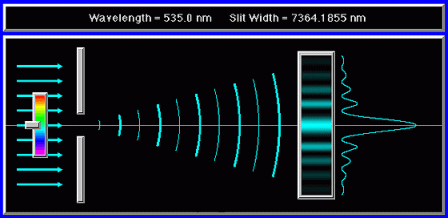 Wavelength = 535.0 nm Slit Width = 7364.1855 nm